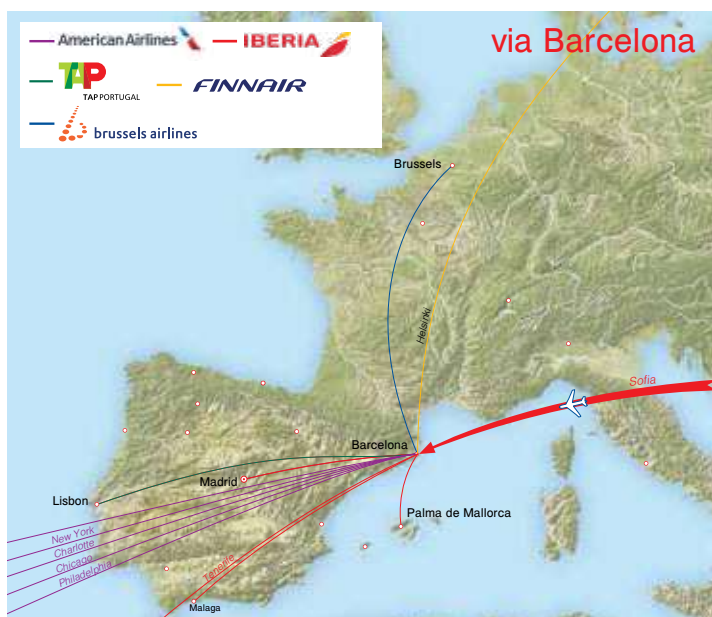 American Airlines
IBERIA
via Barcelona
TAP
TAP PORTUGAL
FINNAIR
brussels airlines
Brussels
Helsinki
Sofia
Barcelona
Madrid
Lisbon
Palma de Mallorca
New York
Charlotte
Chicago
Philadelphia
Tenerife
Malaga